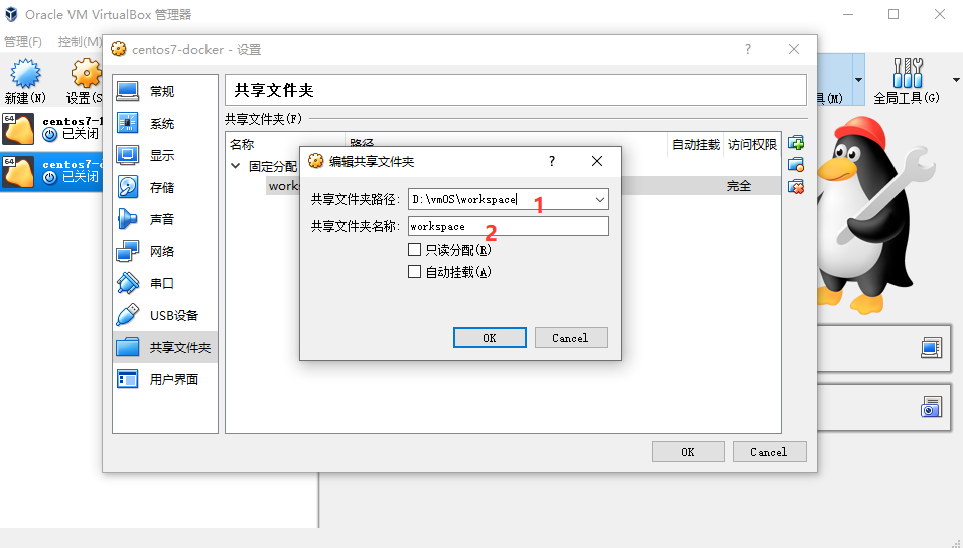 Oracle VM VirtualBox 管理器
管理(F) 控制(M)
centos7-docker - 设置
新建(N)
具(M)
全局工具(G)
64
已关闭
64
已关闭
常规
系统
显示
存储
声音
网络
串口
USB设备
共享文件夹
用户界面
共享文件夹
共享文件夹(F)
名称 路径 自动挂载 访问权限
固定分配
work
完全
编辑共享文件夹
共享文件夹路径: D:\vmOS\workspace 1
共享文件夹名称: workspace 2
只读分配(R)
自动挂载(A)
OK Cancel
OK Cancel